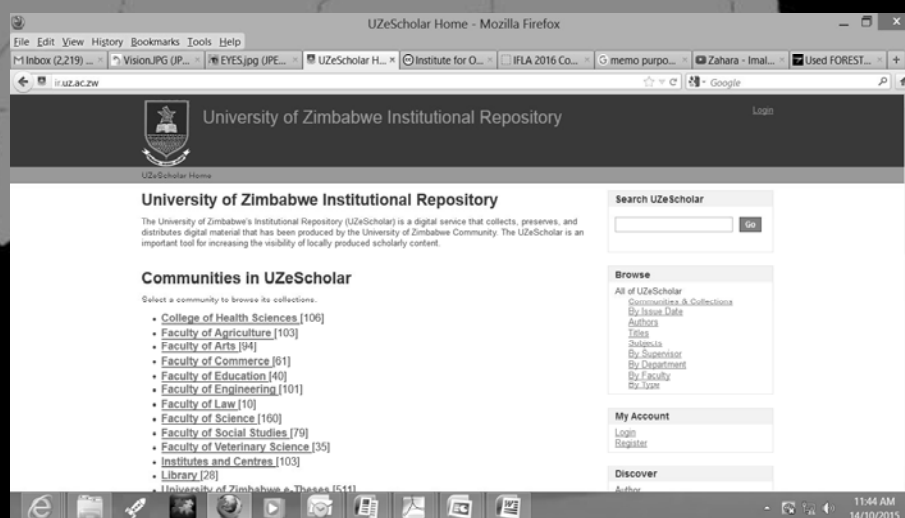 UZeScholar Home - Mozilla Firefox
File Edit View History Bookmarks Tools Help
Inbox (2,219) ... × VisionJPG (JP... × EYES.jpg (JPE... × UZeScholar H... × Institute for O... × IFLA 2016 Co... × memo purpo... × Zahara - Imal... × Used FOREST... × +
ir.uz.ac.zw
Google
University of Zimbabwe Institutional Repository
Login
UZeScholar Home
University of Zimbabwe Institutional Repository
The University of Zimbabwe's Institutional Repository (UZeScholar) is a digital service that collects, preserves, and
distributes digital material that has been produced by the University of Zimbabwe Community. The UZeScholar is an
important tool for increasing the visibility of locally produced scholarly content.
Communities in UZeScholar
Select a community to browse its collections.
• College of Health Sciences [106]
• Faculty of Agriculture [103]
• Faculty of Arts [94]
• Faculty of Commerce [61]
• Faculty of Education [40]
• Faculty of Engineering [101]
• Faculty of Law [10]
• Faculty of Science [160]
• Faculty of Social Studies [79]
• Faculty of Veterinary Science [35]
• Institutes and Centres [103]
• Library [28]
• University of Zimbabwe e-Theses [511]
Search UZeScholar
Go
Browse
All of UZeScholar
Communities & Collections
By Issue Date
Authors
Titles
Subjects
By Supervisor
By Department
By Faculty
By Type
My Account
Login
Register
Discover
Author
11:44 AM
14/10/2015